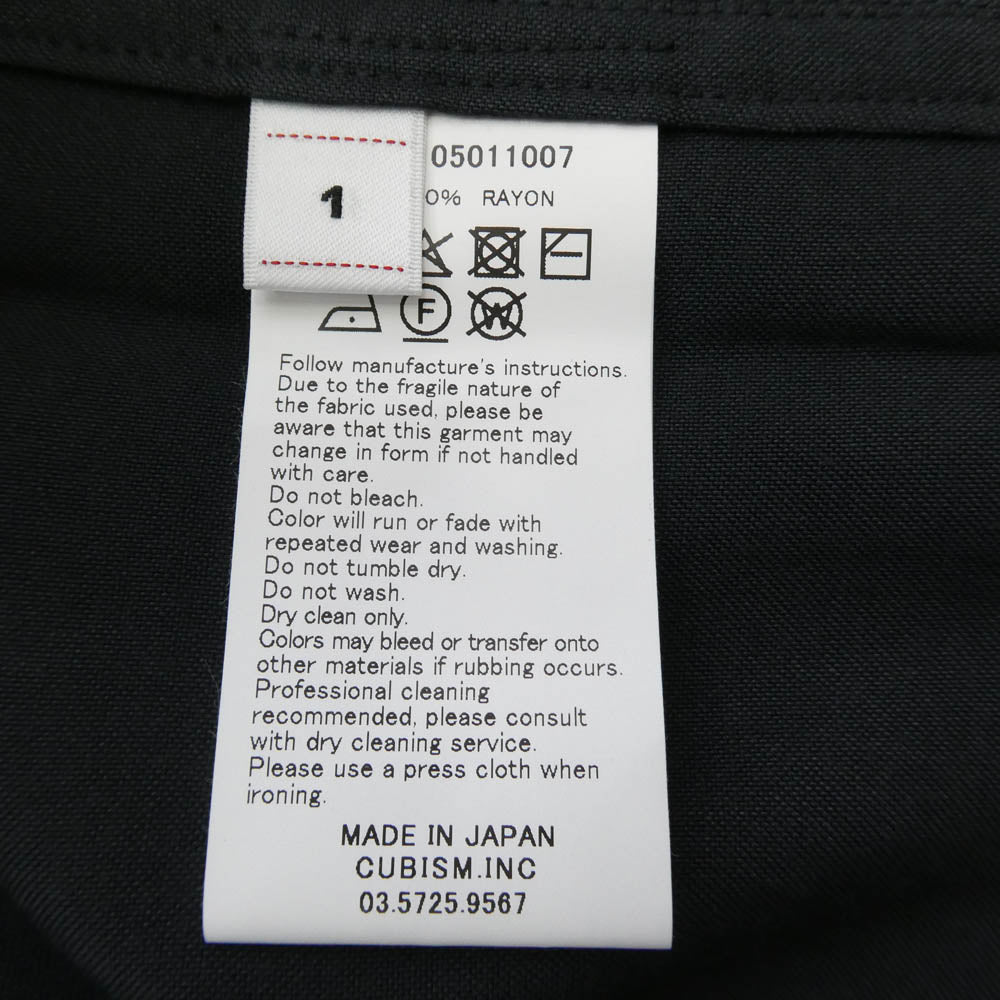 05011007
1
0% RAYON
F
W
Follow manufacture's instructions.
Due to the fragile nature of
the fabric used, please be
aware that this garment may
change in form if not handled
with care.
Do not bleach.
Color will run or fade with
repeated wear and washing.
Do not tumble dry.
Do not wash.
Dry clean only.
Colors may bleed or transfer onto
other materials if rubbing occurs.
Professional cleaning
recommended, please consult
with dry cleaning service.
Please use a press cloth when
ironing.
MADE IN JAPAN
CUBISM.INC
03.5725.9567